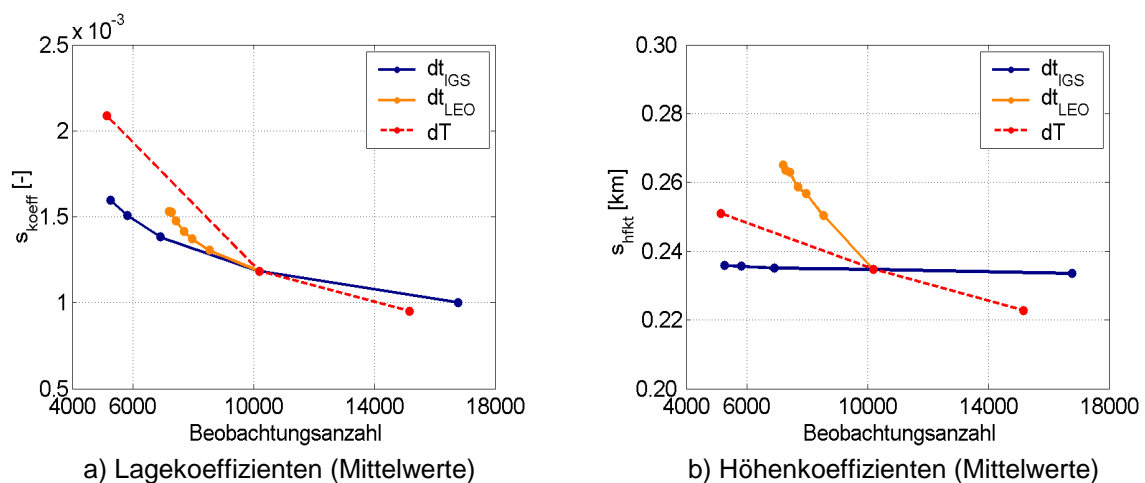 x 10⁻³
2.5
2
1.5
1
0.5
s_koeff [-]
4000 6000 10000 14000 18000
Beobachtungsanzahl
dt_IGS
dt_LEO
dT
a) Lagekoeffizienten (Mittelwerte)
0.30
0.28
0.26
0.24
0.22
0.20
s_hfkt [km]
4000 6000 10000 14000 18000
Beobachtungsanzahl
dt_IGS
dt_LEO
dT
b) Höhenkoeffizienten (Mittelwerte)